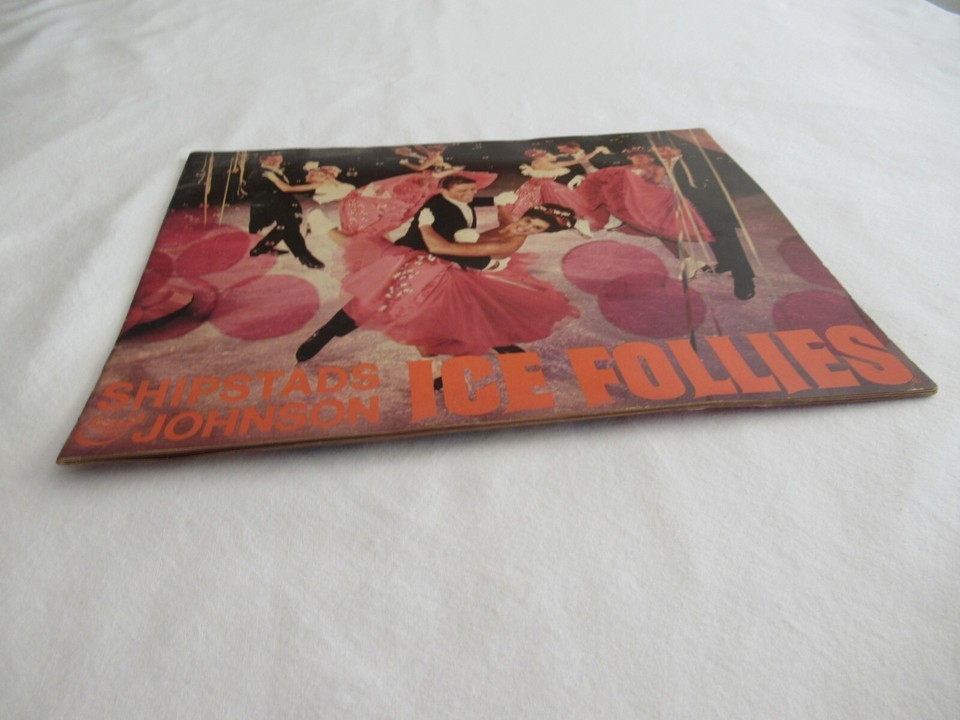 SHIPSTADS
& JOHNSON
ICE FOLLIES